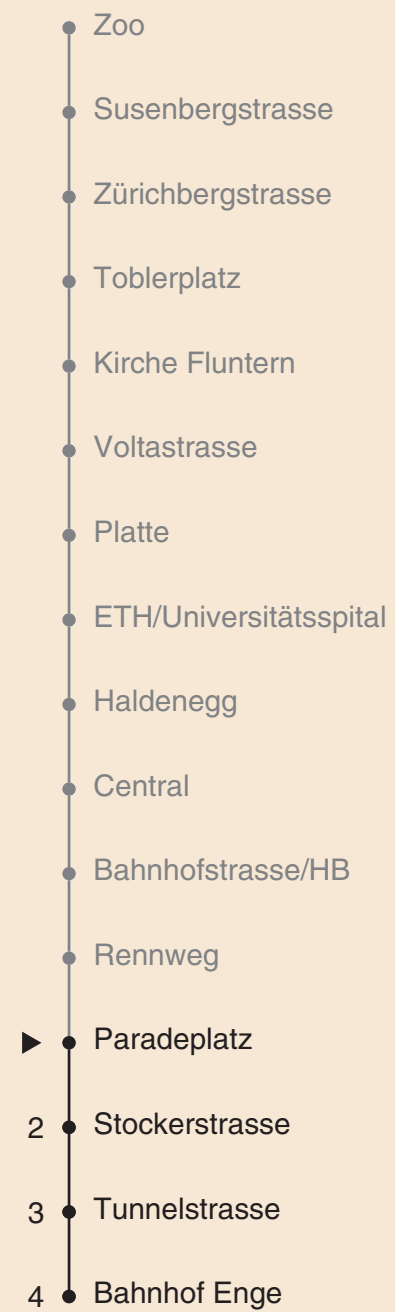 Zoo
Susenbergstrasse
Zürichbergstrasse
Toblerplatz
Kirche Fluntern
Voltastrasse
Platte
ETH/Universitätsspital
Haldenegg
Central
Bahnhofstrasse/HB
Rennweg
Paradeplatz
2 Stockerstrasse
3 Tunnelstrasse
4 Bahnhof Enge